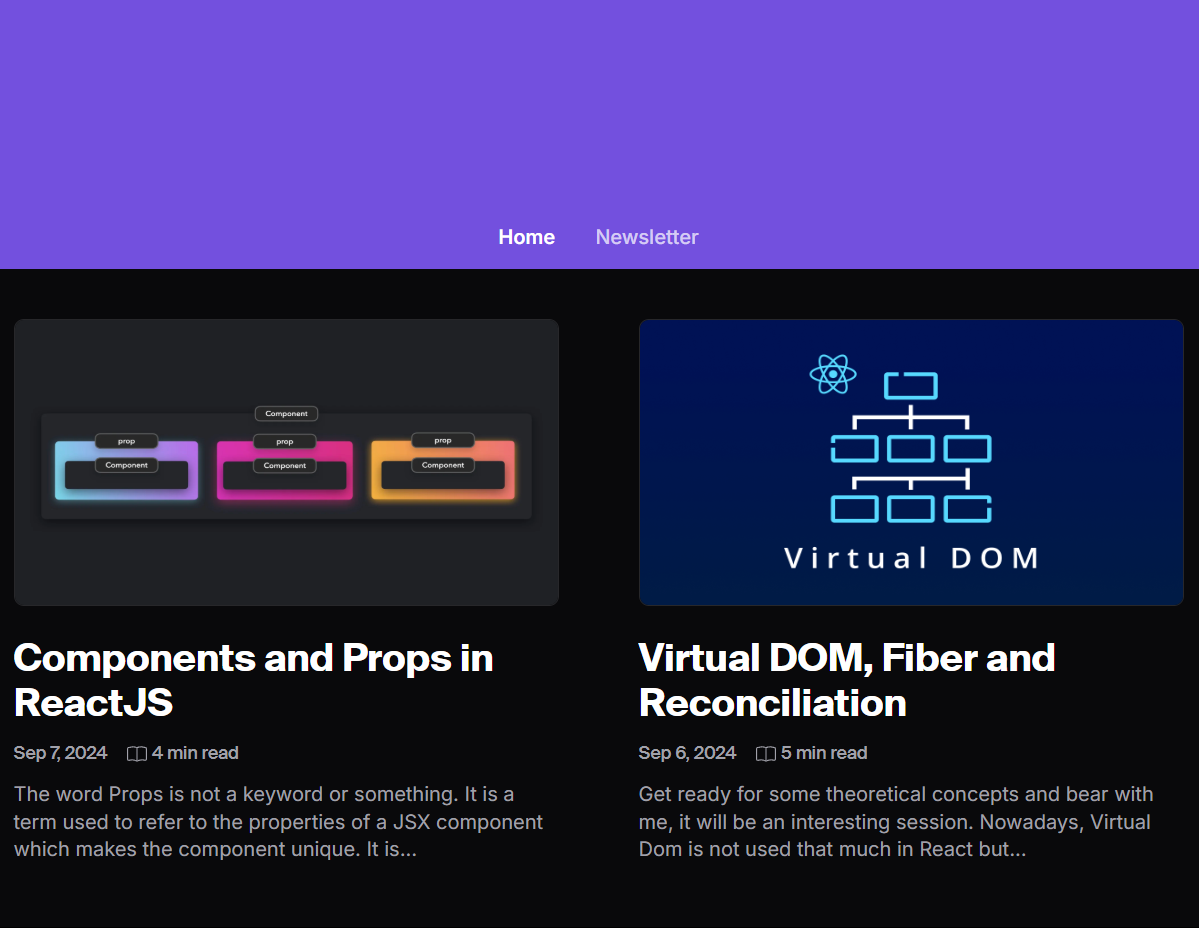 Home Newsletter
Component
prop prop prop
Component Component Component
Virtual DOM
Components and Props in
ReactJS
Sep 7, 2024 4 min read
The word Props is not a keyword or something. It is a
term used to refer to the properties of a JSX component
which makes the component unique. It is...
Virtual DOM, Fiber and
Reconciliation
Sep 6, 2024 5 min read
Get ready for some theoretical concepts and bear with
me, it will be an interesting session. Nowadays, Virtual
Dom is not used that much in React but...